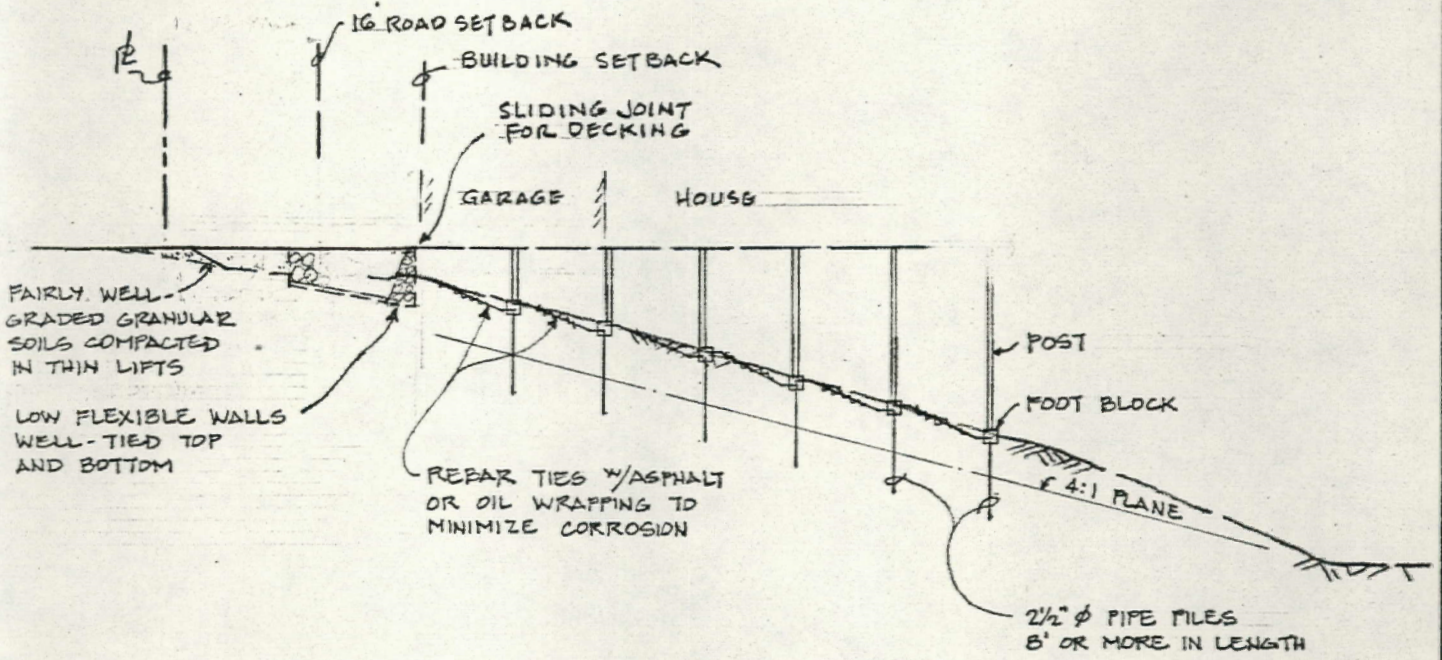 16' ROAD SETBACK
PL
BUILDING SETBACK
SLIDING JOINT
FOR DECKING
GARAGE
HOUSE
FAIRLY WELL-
GRADED GRANULAR
SOILS COMPACTED
IN THIN LIFTS
LOW FLEXIBLE WALLS
WELL-TIED TOP
AND BOTTOM
REBAR TIES W/ASPHALT
OR OIL WRAPPING TO
MINIMIZE CORROSION
POST
FOOT BLOCK
4:1 PLANE
2½" ϕ PIPE PILES
8' OR MORE IN LENGTH